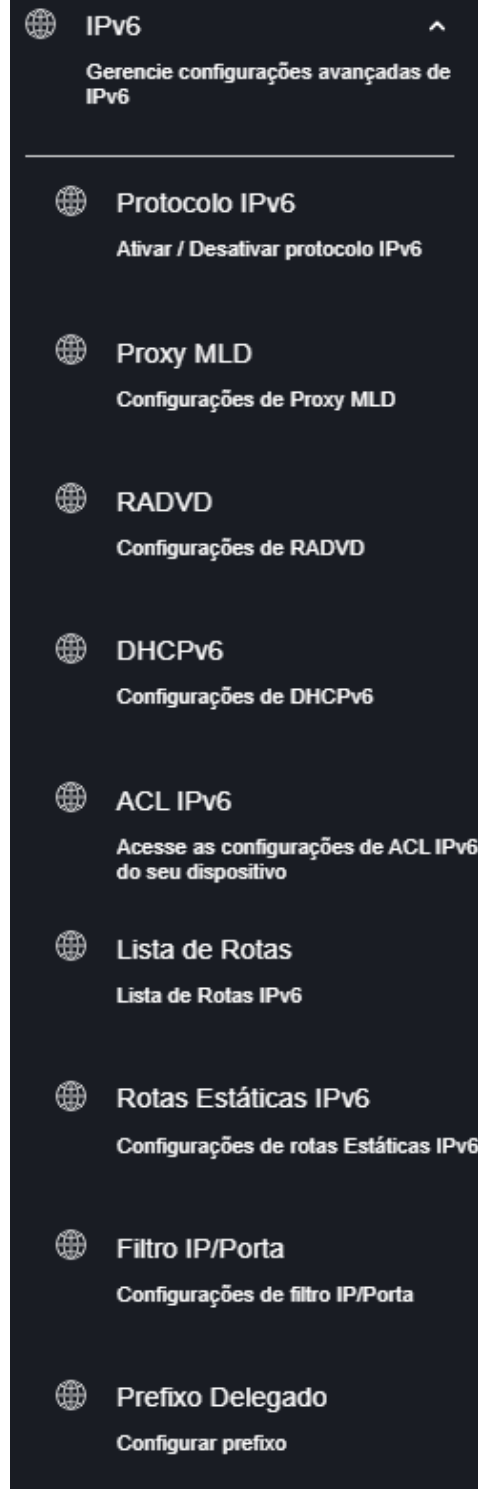 IPv6
Gerencie configurações avançadas de
IPv6
Protocolo IPv6
Ativar / Desativar protocolo IPv6
Proxy MLD
Configurações de Proxy MLD
RADVD
Configurações de RADVD
DHCPv6
Configurações de DHCPv6
ACL IPv6
Acesse as configurações de ACL IPv6
do seu dispositivo
Lista de Rotas
Lista de Rotas IPv6
Rotas Estáticas IPv6
Configurações de rotas Estáticas IPv6
Filtro IP/Porta
Configurações de filtro IP/Porta
Prefixo Delegado
Configurar prefixo